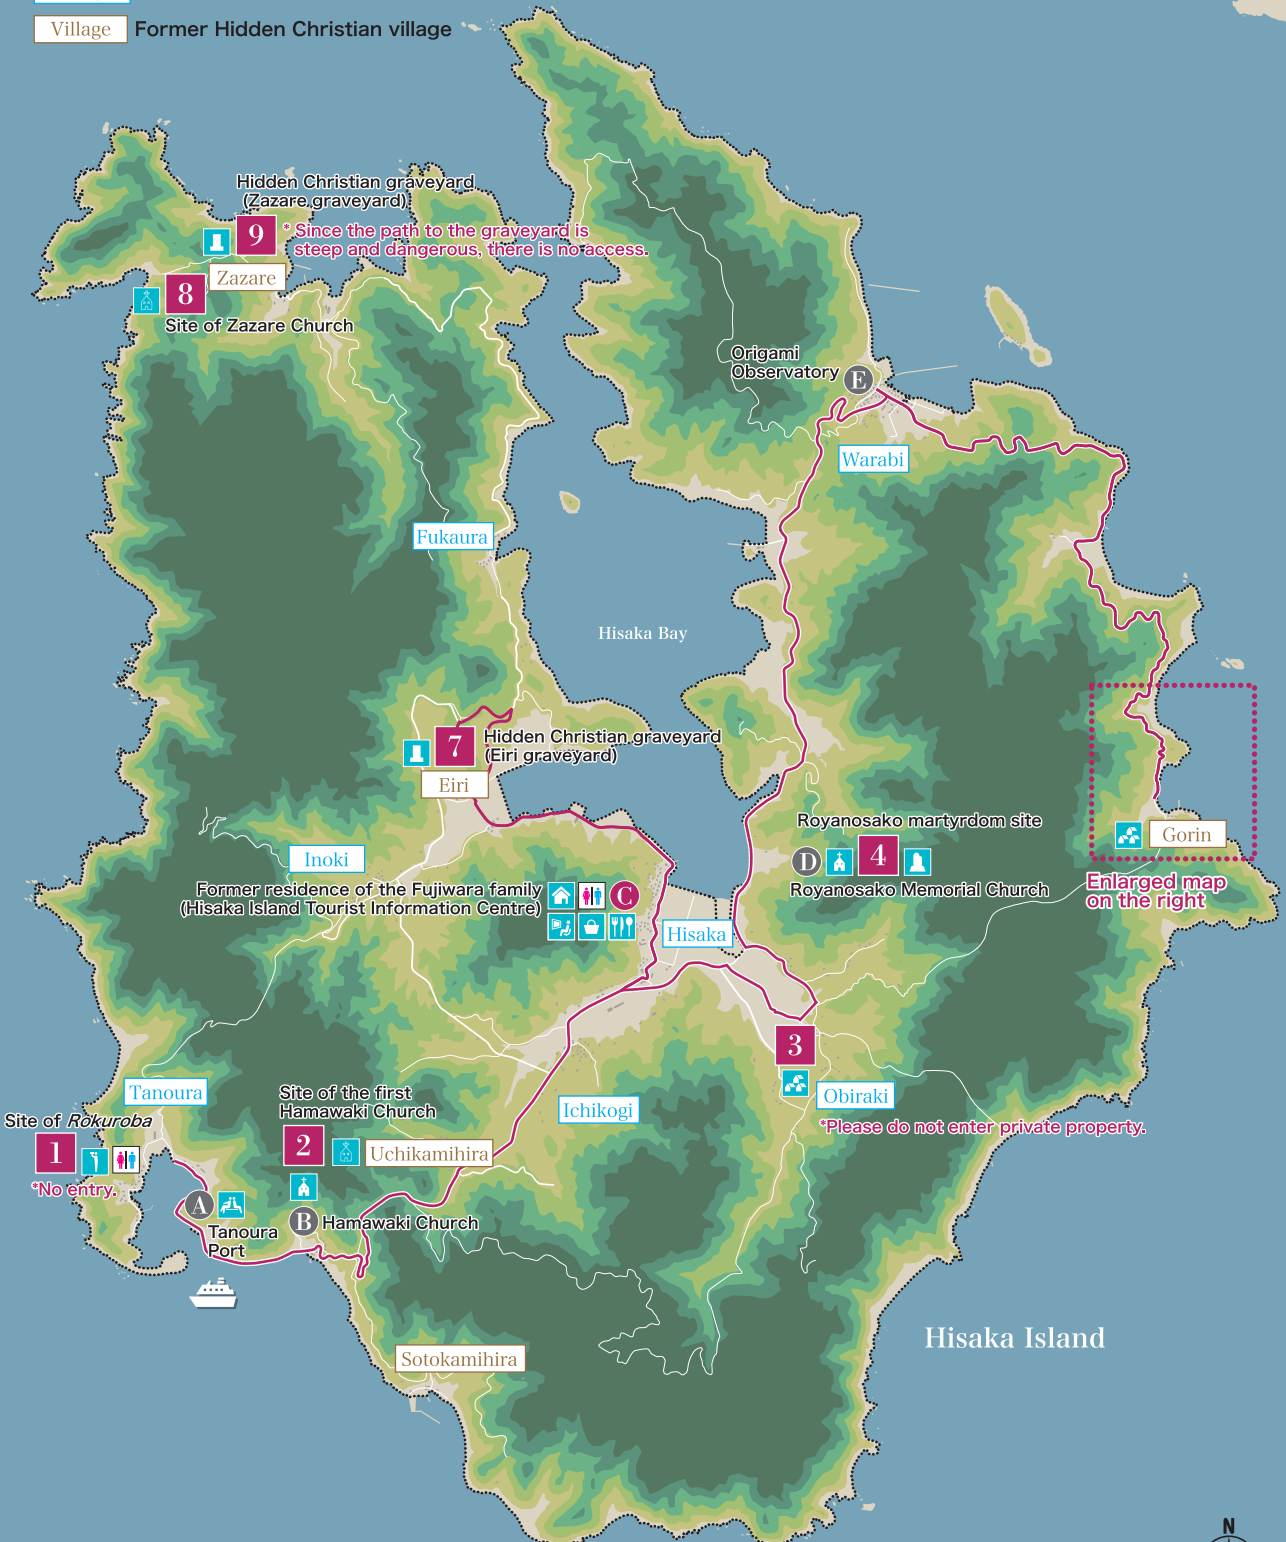 Village Former Hidden Christian village
Hidden Christian graveyard
(Zazare graveyard)
9
* Since the path to the graveyard is
steep and dangerous, there is no access.
Zazare
8
Site of Zazare Church
Origami
Observatory
E
Warabi
Fukaura
Hisaka Bay
7
Hidden Christian graveyard
(Eiri graveyard)
Eiri
Royanosako martyrdom site
D
4
Royanosako Memorial Church
Gorin
Enlarged map
on the right
Inoki
Former residence of the Fujiwara family
(Hisaka Island Tourist Information Centre)
C
Hisaka
3
Obiraki
*Please do not enter private property.
Tanoura
Site of Rokuroba
1
*No entry.
Site of the first
Hamawaki Church
2
Uchikamihira
Ichikogi
A
Tanoura
Port
B
Hamawaki Church
Sotokamihira
Hisaka Island
N